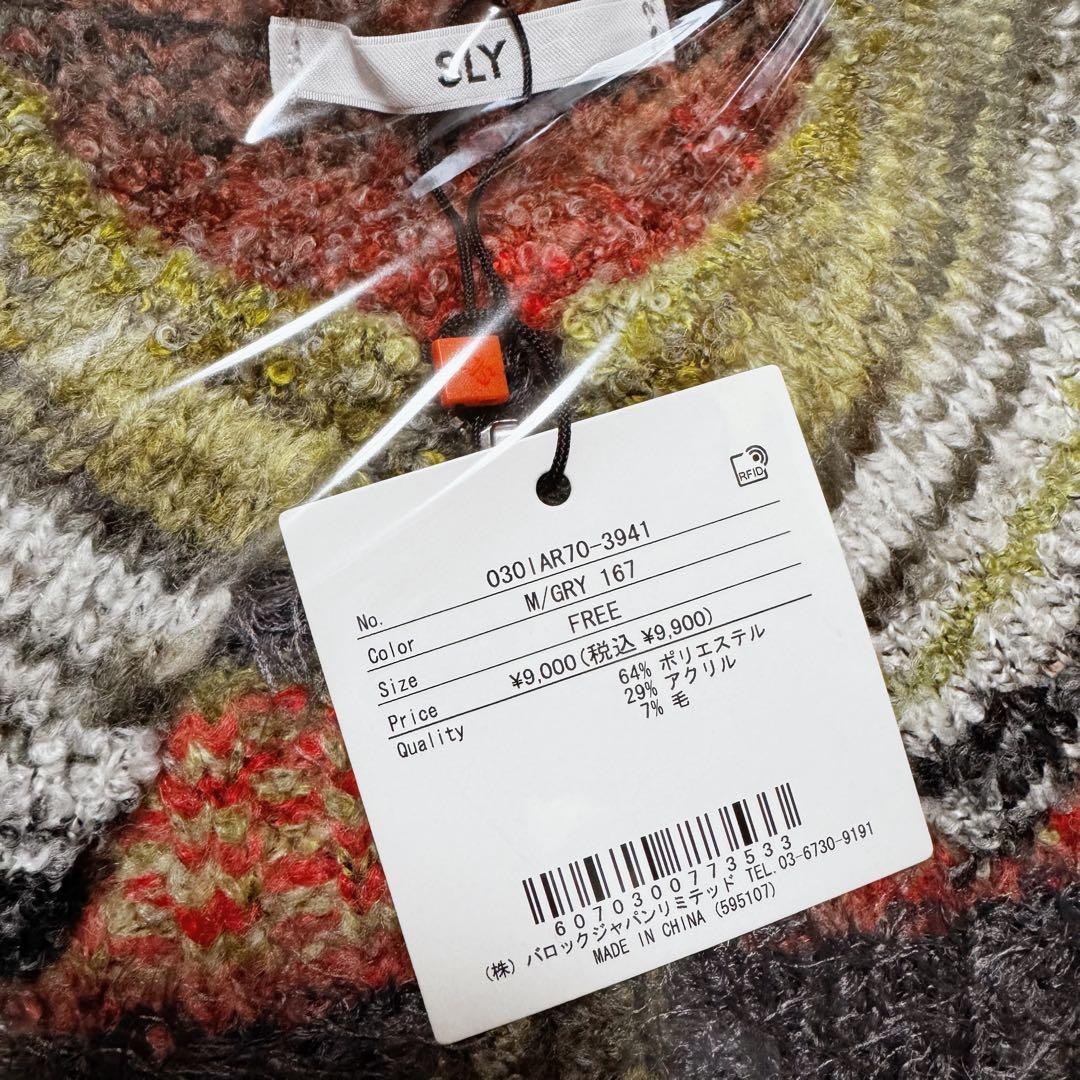 SLY
RFID
No. 030IAR70-3941
Color M/GRY 167
Size FREE
Price ¥9,000(税込 ¥9,900)
Quality 64% ポリエステル
29% アクリル
7% 毛
6070300773533
(株) バロックジャパンリミテッド TEL.03-6730-9191
MADE IN CHINA (595107)